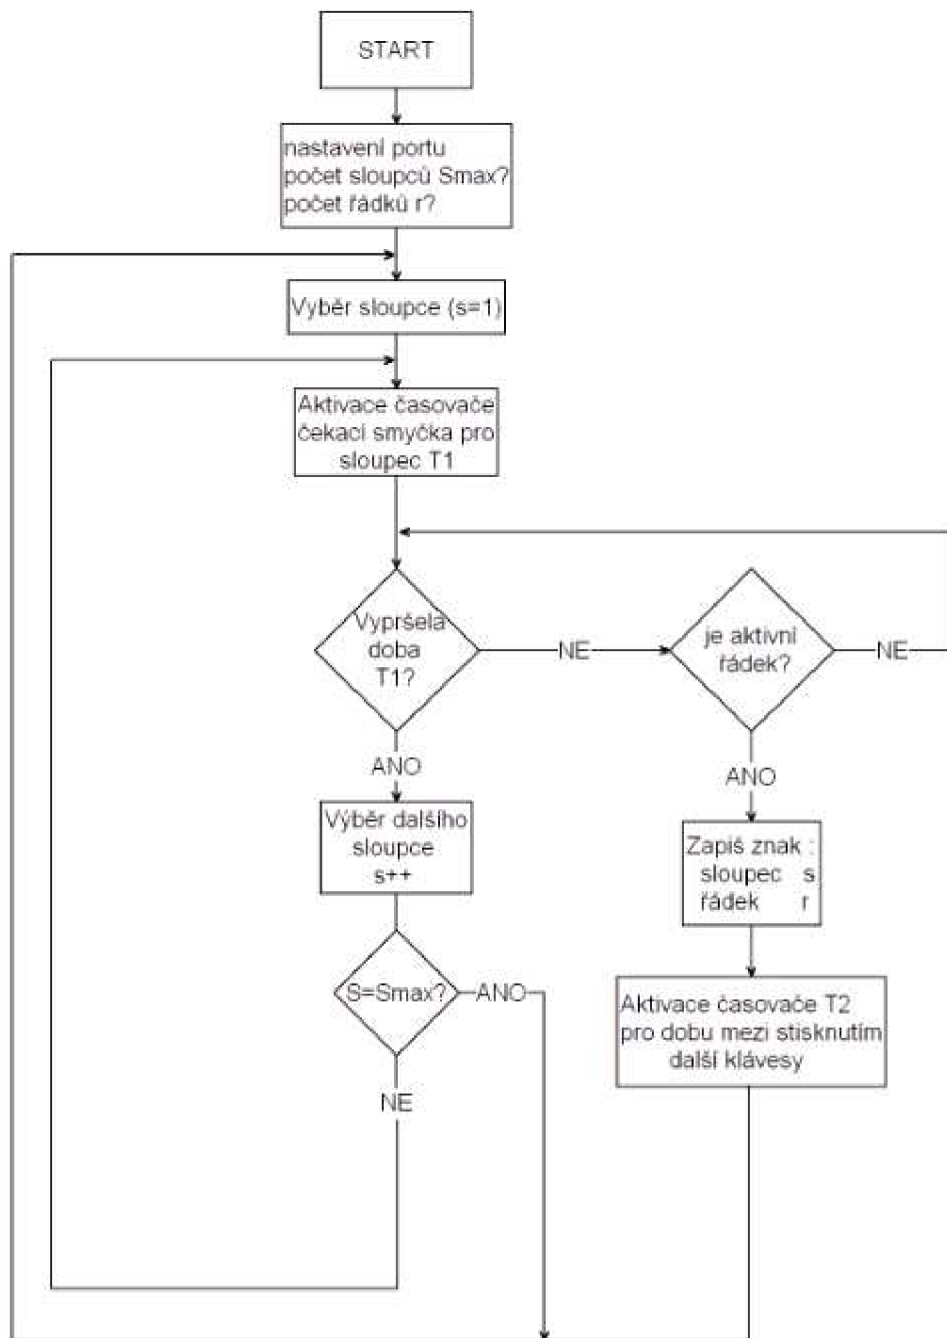 START
nastavení portu
počet sloupců Smax?
počet řádků r?
Vyběr sloupce (s=1)
Aktivace časovače
čekací smyčka pro
sloupec T1
Vypršela
doba
T1?
NE
je aktivní
řádek?
NE
ANO
ANO
Výběr dalšího
sloupce
s++
Zapiš znak :
sloupec s
řádek r
S=Smax?
ANO
Aktivace časovače T2
pro dobu mezi stisknutím
další klávesy
NE